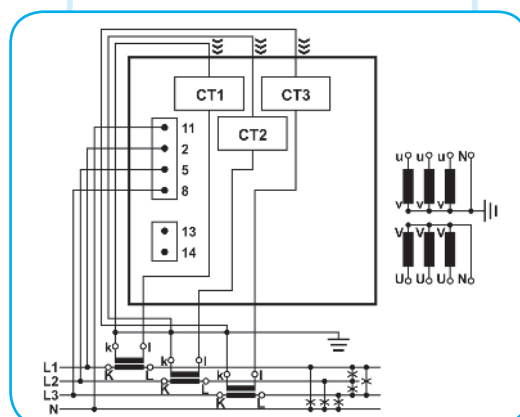 CT1 CT3
CT2
11
2
5
8
13
14
u u u N
v v v
V V V
U U U N
k l
k l
k l
L1
K L
L2
K L
L3
K L
N